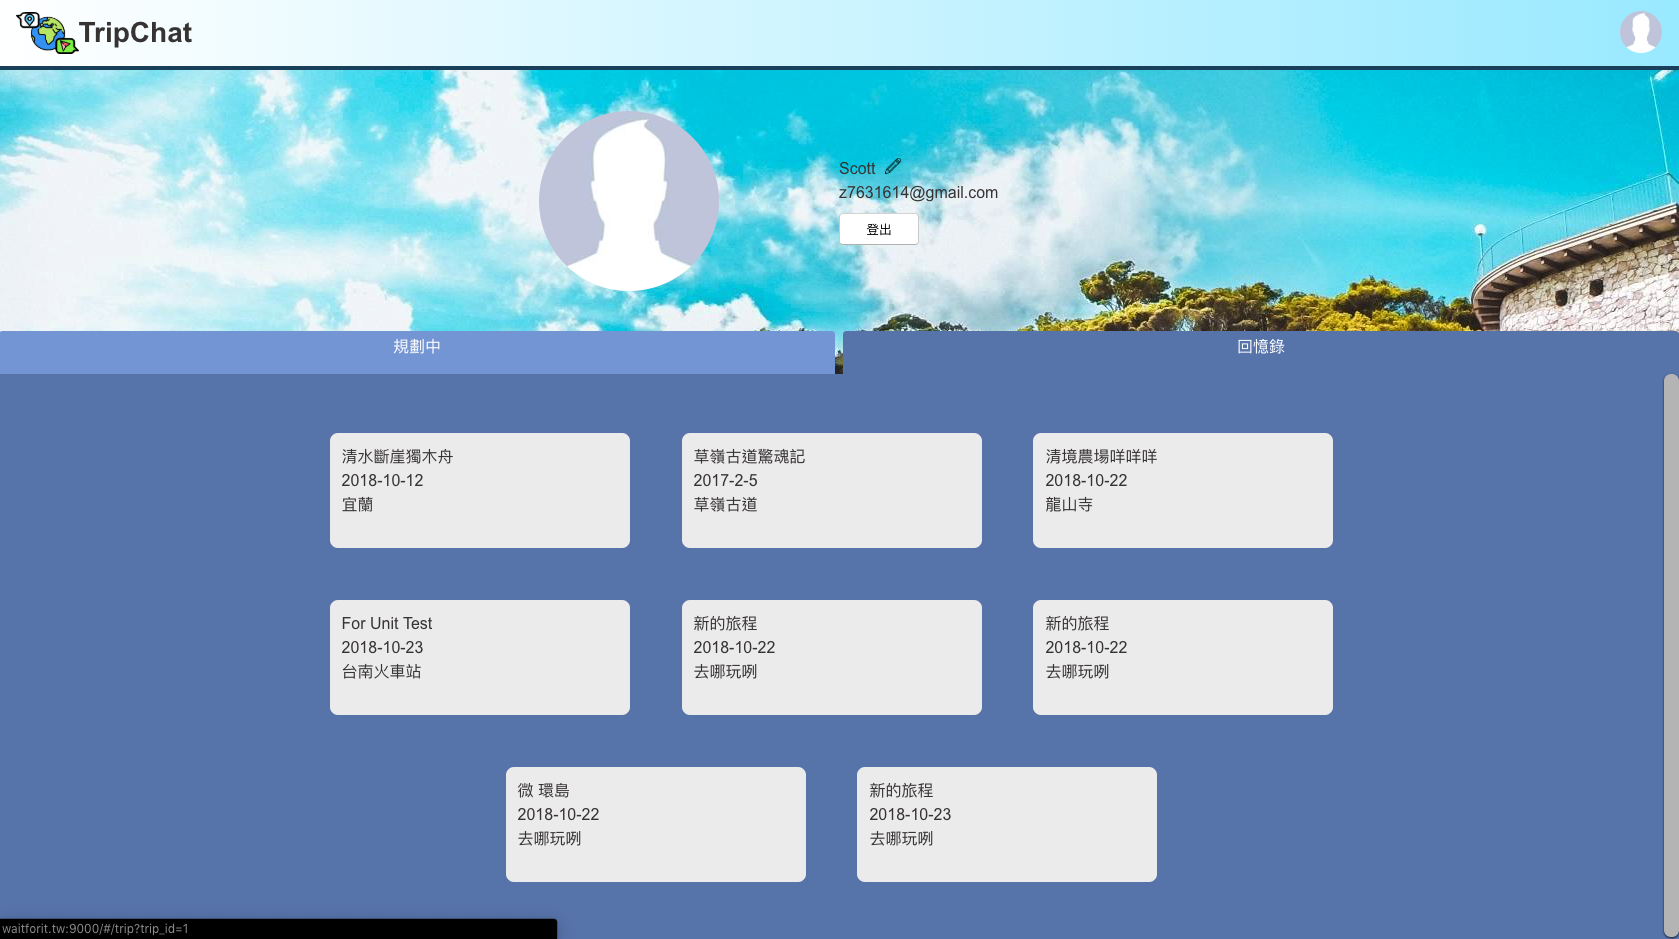 TripChat
Scott
z7631614@gmail.com
登出
規劃中
回憶錄
清水斷崖獨木舟
2018-10-12
宜蘭
草嶺古道驚魂記
2017-2-5
草嶺古道
清境農場咩咩咩
2018-10-22
龍山寺
For Unit Test
2018-10-23
台南火車站
新的旅程
2018-10-22
去哪玩咧
新的旅程
2018-10-22
去哪玩咧
微 環島
2018-10-22
去哪玩咧
新的旅程
2018-10-23
去哪玩咧
waitforit.tw:9000/#/trip?trip_id=1